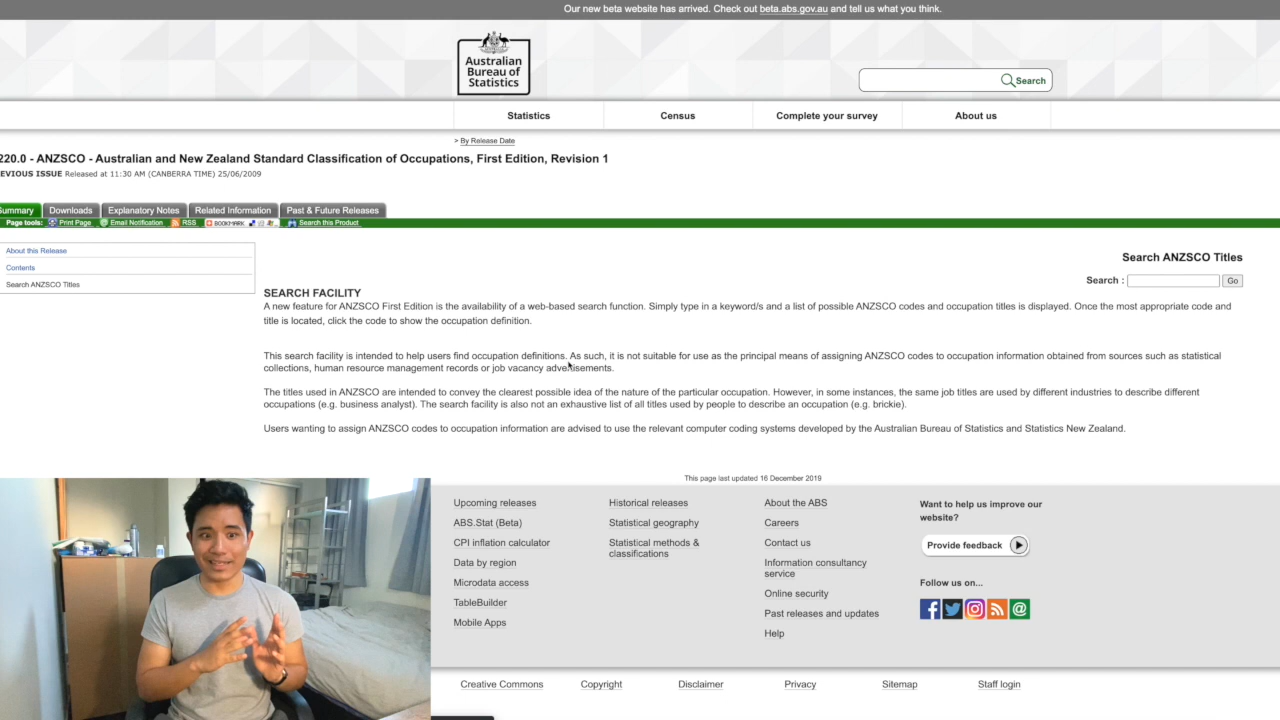 Our new beta website has arrived. Check out beta.abs.gov.au and tell us what you think.
Australian
Bureau of
Statistics
Search
Statistics
Census
Complete your survey
About us
> By Release Date
220.0 - ANZSCO - Australian and New Zealand Standard Classification of Occupations, First Edition, Revision 1
EVIOUS ISSUE Released at 11:30 AM (CANBERRA TIME) 25/06/2009
Summary
Downloads
Explanatory Notes
Related Information
Past & Future Releases
Page tools: Print Page Email Notification RSS BOOKMARK Search this Product
About this Release
Contents
Search ANZSCO Titles
Search ANZSCO Titles
Search : Go
SEARCH FACILITY
A new feature for ANZSCO First Edition is the availability of a web-based search function. Simply type in a keyword/s and a list of possible ANZSCO codes and occupation titles is displayed. Once the most appropriate code and
title is located, click the code to show the occupation definition.
This search facility is intended to help users find occupation definitions. As such, it is not suitable for use as the principal means of assigning ANZSCO codes to occupation information obtained from sources such as statistical
collections, human resource management records or job vacancy advertisements.
The titles used in ANZSCO are intended to convey the clearest possible idea of the nature of the particular occupation. However, in some instances, the same job titles are used by different industries to describe different
occupations (e.g. business analyst). The search facility is also not an exhaustive list of all titles used by people to describe an occupation (e.g. brickie).
Users wanting to assign ANZSCO codes to occupation information are advised to use the relevant computer coding systems developed by the Australian Bureau of Statistics and Statistics New Zealand.
This page last updated 16 December 2019
Upcoming releases
ABS.Stat (Beta)
CPI inflation calculator
Data by region
Microdata access
TableBuilder
Mobile Apps
Historical releases
Statistical geography
Statistical methods &
classifications
About the ABS
Careers
Contact us
Information consultancy
service
Online security
Past releases and updates
Help
Want to help us improve our
website?
Provide feedback
Follow us on...
Creative Commons
Copyright
Disclaimer
Privacy
Sitemap
Staff login